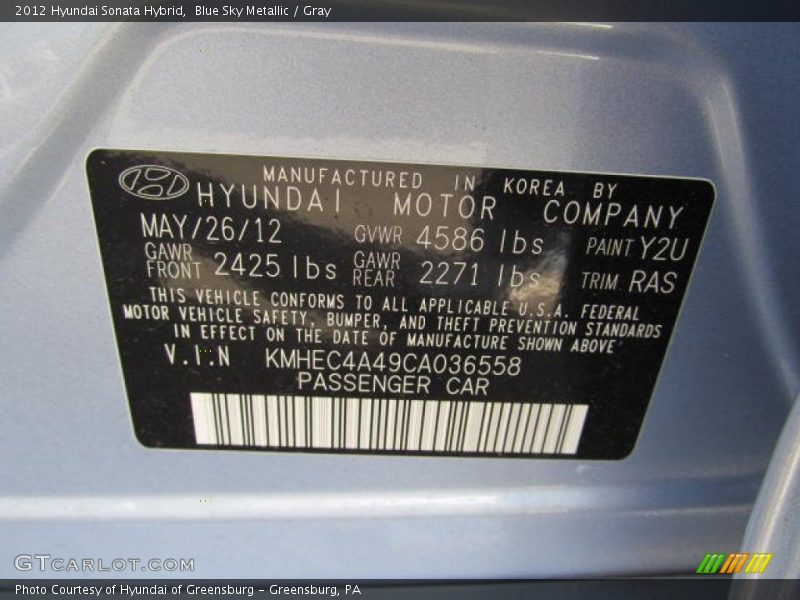 2012 Hyundai Sonata Hybrid, Blue Sky Metallic / Gray
MANUFACTURED IN KOREA BY
HYUNDAI MOTOR COMPANY
MAY/26/12 GVWR 4586 lbs PAINT Y2U
GAWR FRONT 2425 lbs GAWR REAR 2271 lbs TRIM RAS
THIS VEHICLE CONFORMS TO ALL APPLICABLE U.S.A. FEDERAL
MOTOR VEHICLE SAFETY, BUMPER, AND THEFT PREVENTION STANDARDS
IN EFFECT ON THE DATE OF MANUFACTURE SHOWN ABOVE
V.I.N KMHEC4A49CA036558
PASSENGER CAR
GTCARLOT.COM
Photo Courtesy of Hyundai of Greensburg - Greensburg, PA